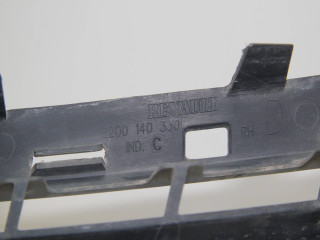 RENAULT
200 140 330
IND. C
RH D